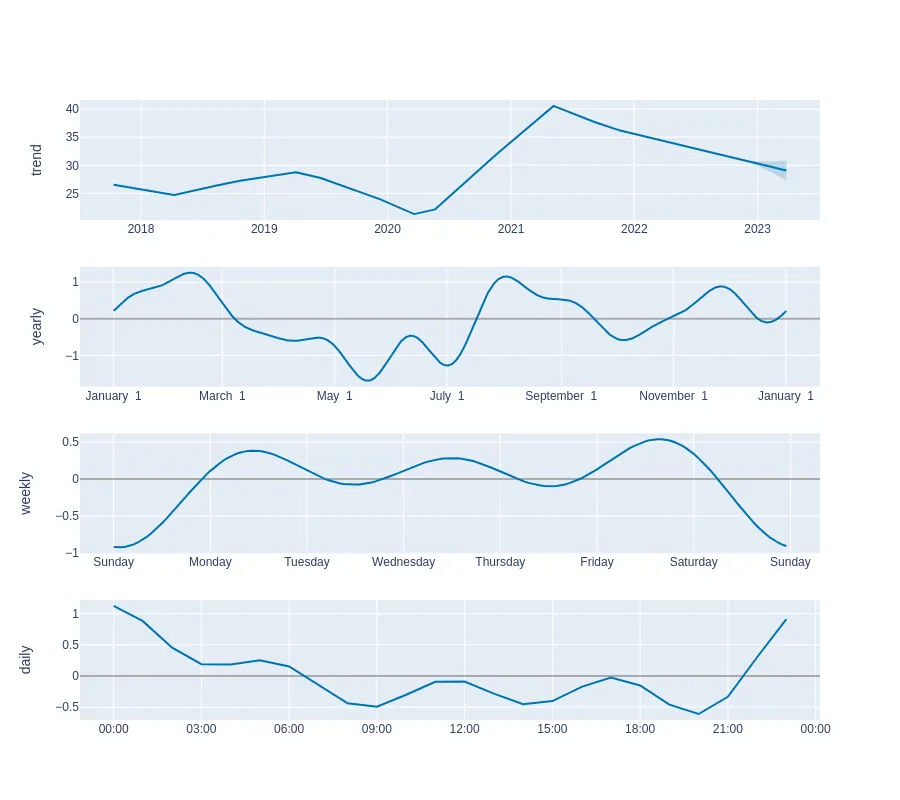 trend
40
35
30
25
2018 2019 2020 2021 2022 2023
yearly
1
0
−1
January 1 March 1 May 1 July 1 September 1 November 1 January 1
weekly
0.5
0
−0.5
−1
Sunday Monday Tuesday Wednesday Thursday Friday Saturday Sunday
daily
1
0.5
0
−0.5
00:00 03:00 06:00 09:00 12:00 15:00 18:00 21:00 00:00